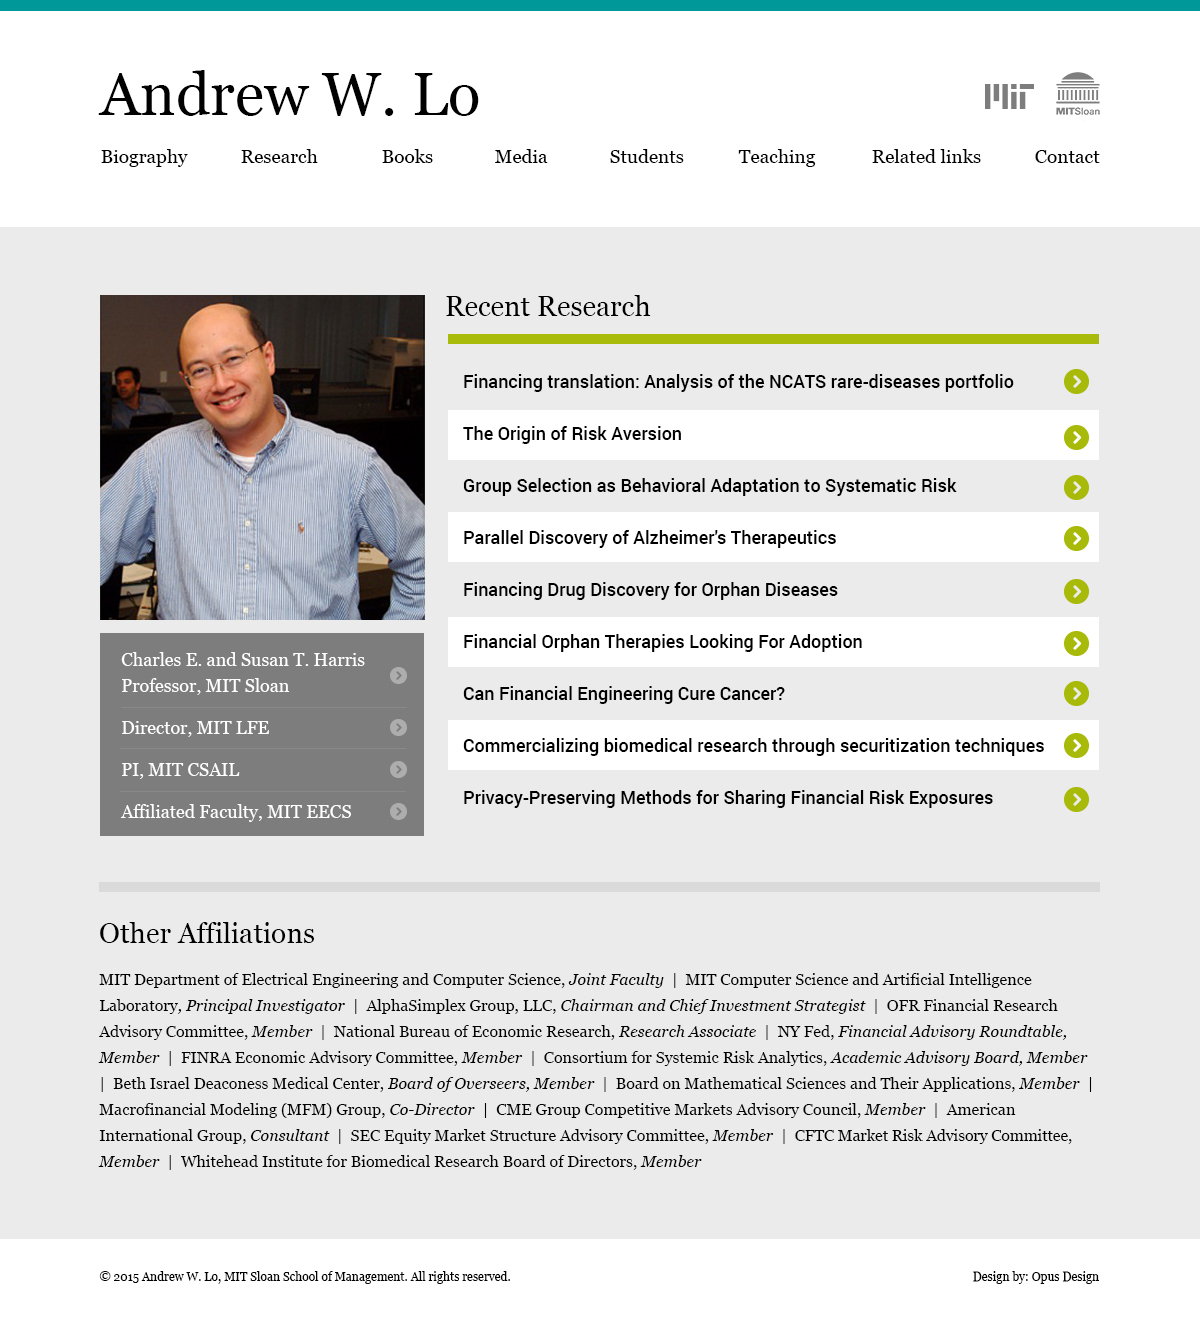 Andrew W. Lo
MIT
MITSloan
Biography Research Books Media Students Teaching Related links Contact
Recent Research
Financing translation: Analysis of the NCATS rare-diseases portfolio
The Origin of Risk Aversion
Group Selection as Behavioral Adaptation to Systematic Risk
Parallel Discovery of Alzheimer's Therapeutics
Financing Drug Discovery for Orphan Diseases
Financial Orphan Therapies Looking For Adoption
Can Financial Engineering Cure Cancer?
Commercializing biomedical research through securitization techniques
Privacy-Preserving Methods for Sharing Financial Risk Exposures
Charles E. and Susan T. Harris
Professor, MIT Sloan
Director, MIT LFE
PI, MIT CSAIL
Affiliated Faculty, MIT EECS
Other Affiliations
MIT Department of Electrical Engineering and Computer Science, Joint Faculty | MIT Computer Science and Artificial Intelligence
Laboratory, Principal Investigator | AlphaSimplex Group, LLC, Chairman and Chief Investment Strategist | OFR Financial Research
Advisory Committee, Member | National Bureau of Economic Research, Research Associate | NY Fed, Financial Advisory Roundtable,
Member | FINRA Economic Advisory Committee, Member | Consortium for Systemic Risk Analytics, Academic Advisory Board, Member
| Beth Israel Deaconess Medical Center, Board of Overseers, Member | Board on Mathematical Sciences and Their Applications, Member |
Macrofinancial Modeling (MFM) Group, Co-Director | CME Group Competitive Markets Advisory Council, Member | American
International Group, Consultant | SEC Equity Market Structure Advisory Committee, Member | CFTC Market Risk Advisory Committee,
Member | Whitehead Institute for Biomedical Research Board of Directors, Member
© 2015 Andrew W. Lo, MIT Sloan School of Management. All rights reserved.
Design by: Opus Design